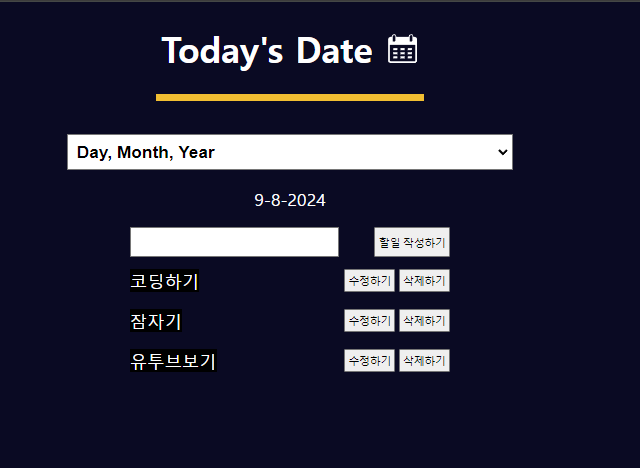 Today's Date
Day, Month, Year
9-8-2024
할일 작성하기
코딩하기 수정하기 삭제하기
잠자기 수정하기 삭제하기
유투브보기 수정하기 삭제하기